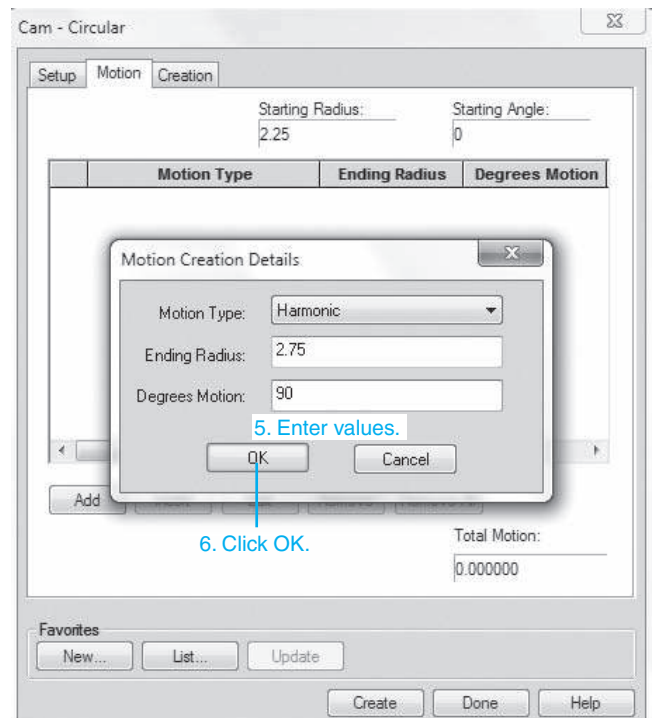 Cam - Circular
Setup Motion Creation
Starting Radius: Starting Angle:
2.25 0
Motion Type Ending Radius Degrees Motion
Motion Creation Details
Motion Type: Harmonic
Ending Radius: 2.75
Degrees Motion: 90
5. Enter values.
OK Cancel
Add
6. Click OK.
Total Motion:
0.000000
Favorites
New... List... Update
Create Done Help